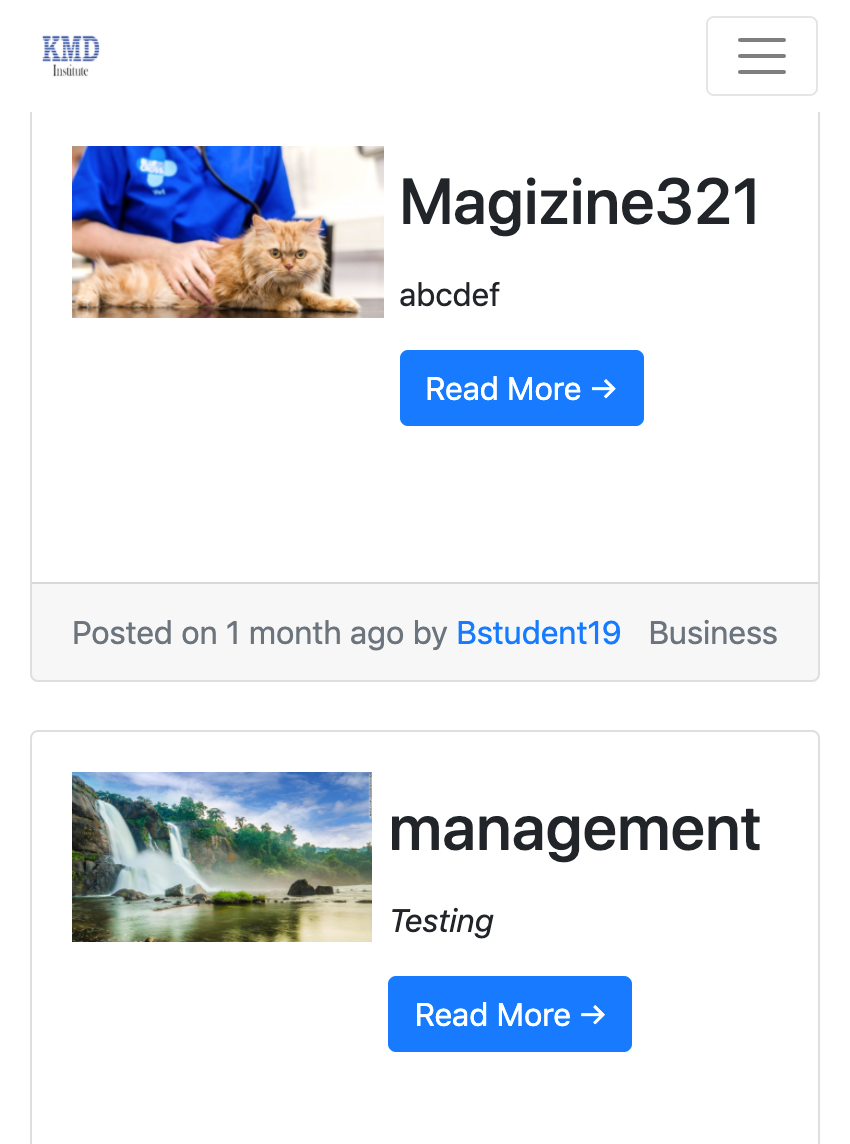 KMD
Institute
Magizine321
abcdef
Read More →
Posted on 1 month ago by Bstudent19 Business
management
Testing
Read More →